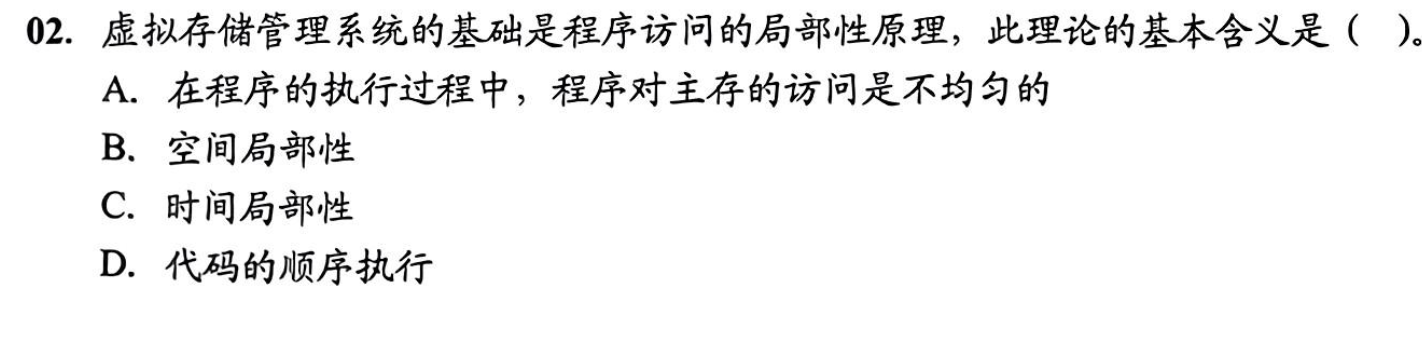 02. 虚拟存储管理系统的基础是程序访问的局部性原理，此理论的基本含义是（ ）。
A. 在程序的执行过程中，程序对主存的访问是不均匀的
B. 空间局部性
C. 时间局部性
D. 代码的顺序执行